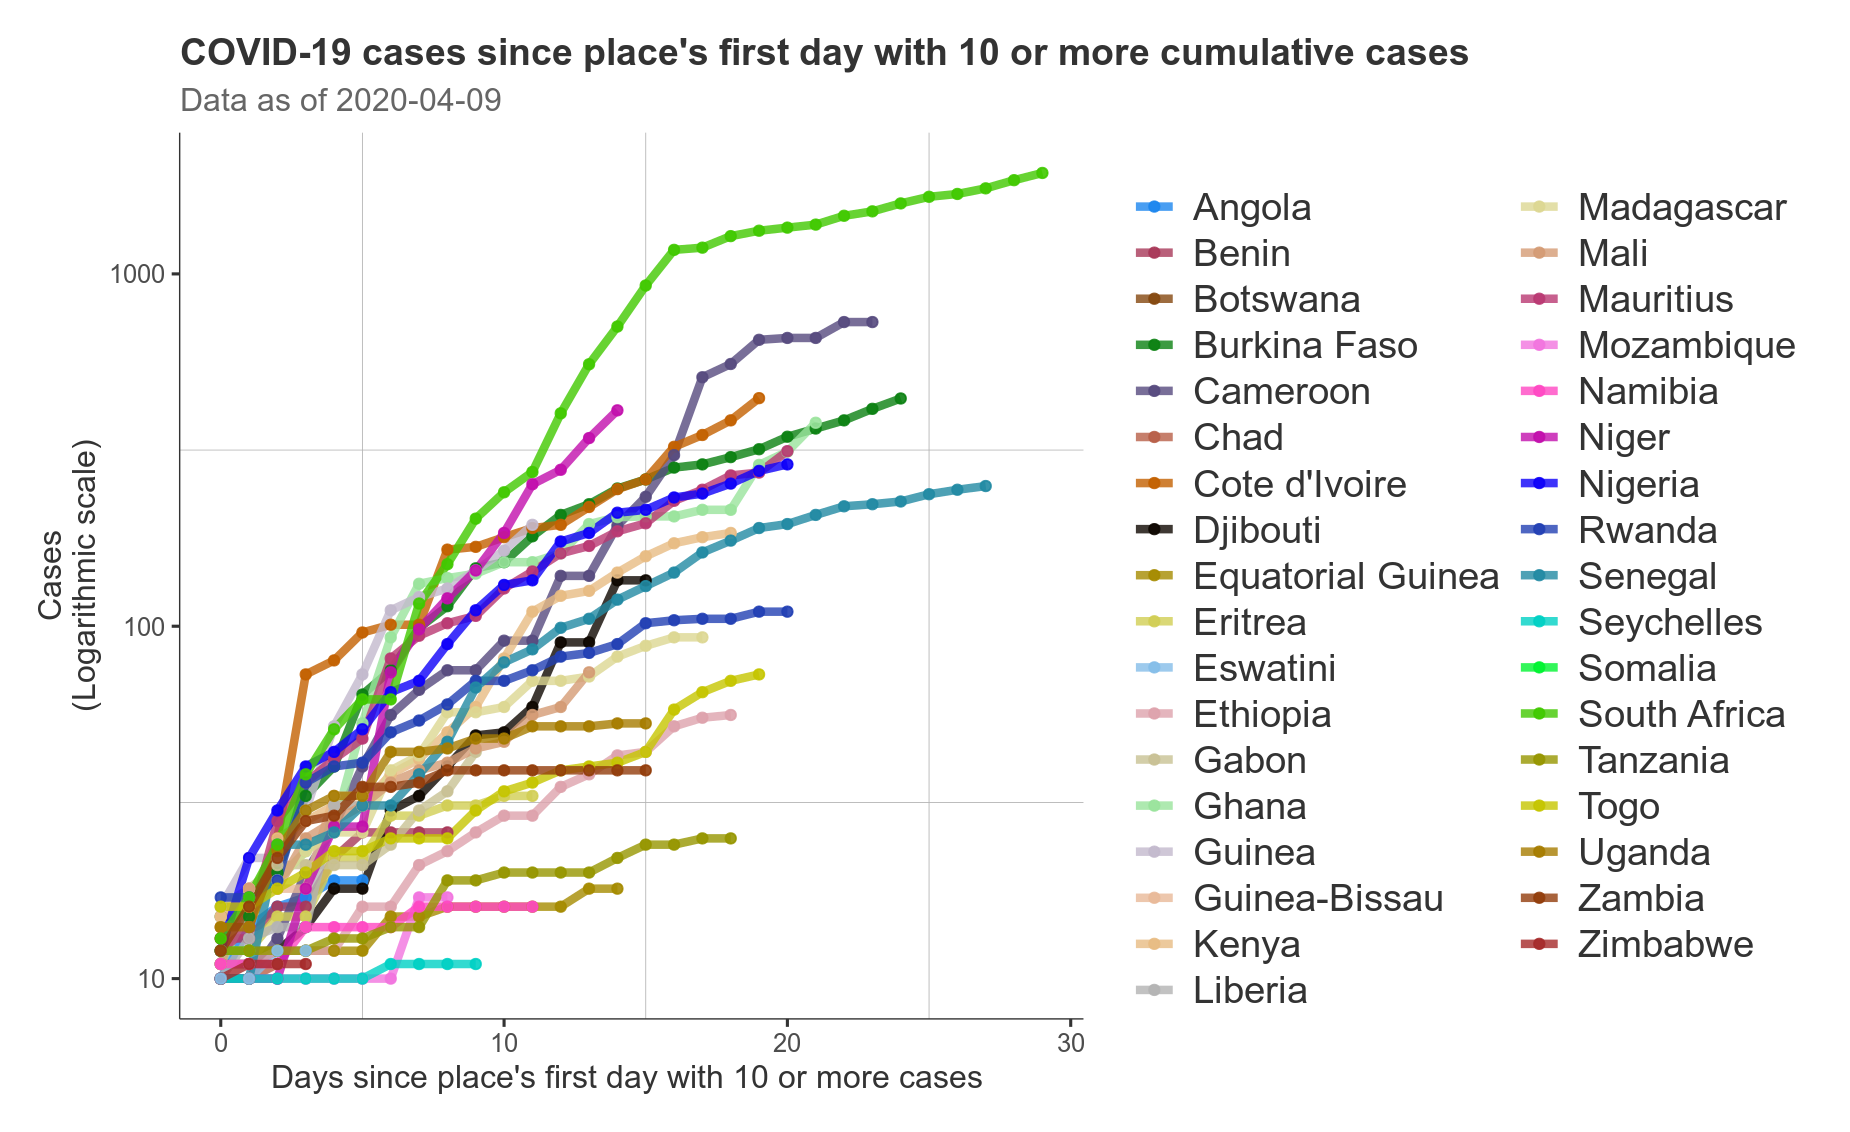 COVID-19 cases since place's first day with 10 or more cumulative cases
Data as of 2020-04-09
Cases
(Logarithmic scale)
1000
100
10
0
10
20
30
Days since place's first day with 10 or more cases
Angola
Benin
Botswana
Burkina Faso
Cameroon
Chad
Cote d'Ivoire
Djibouti
Equatorial Guinea
Eritrea
Eswatini
Ethiopia
Gabon
Ghana
Guinea
Guinea-Bissau
Kenya
Liberia
Madagascar
Mali
Mauritius
Mozambique
Namibia
Niger
Nigeria
Rwanda
Senegal
Seychelles
Somalia
South Africa
Tanzania
Togo
Uganda
Zambia
Zimbabwe